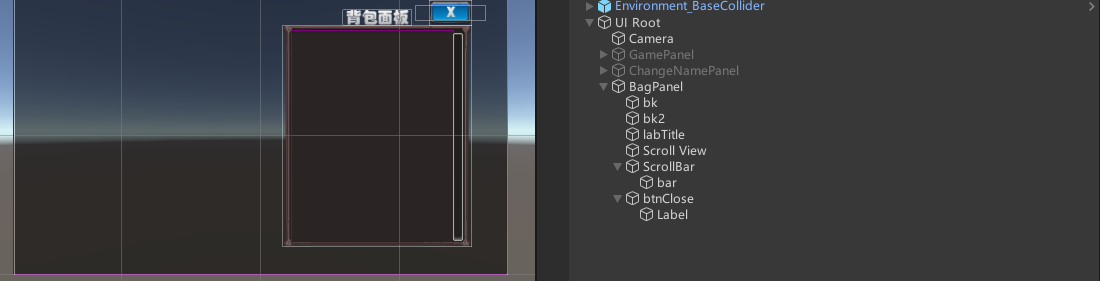 背包面板
X
Environment_BaseCollider
UI Root
Camera
GamePanel
ChangeNamePanel
BagPanel
bk
bk2
labTitle
Scroll View
ScrollBar
bar
btnClose
Label